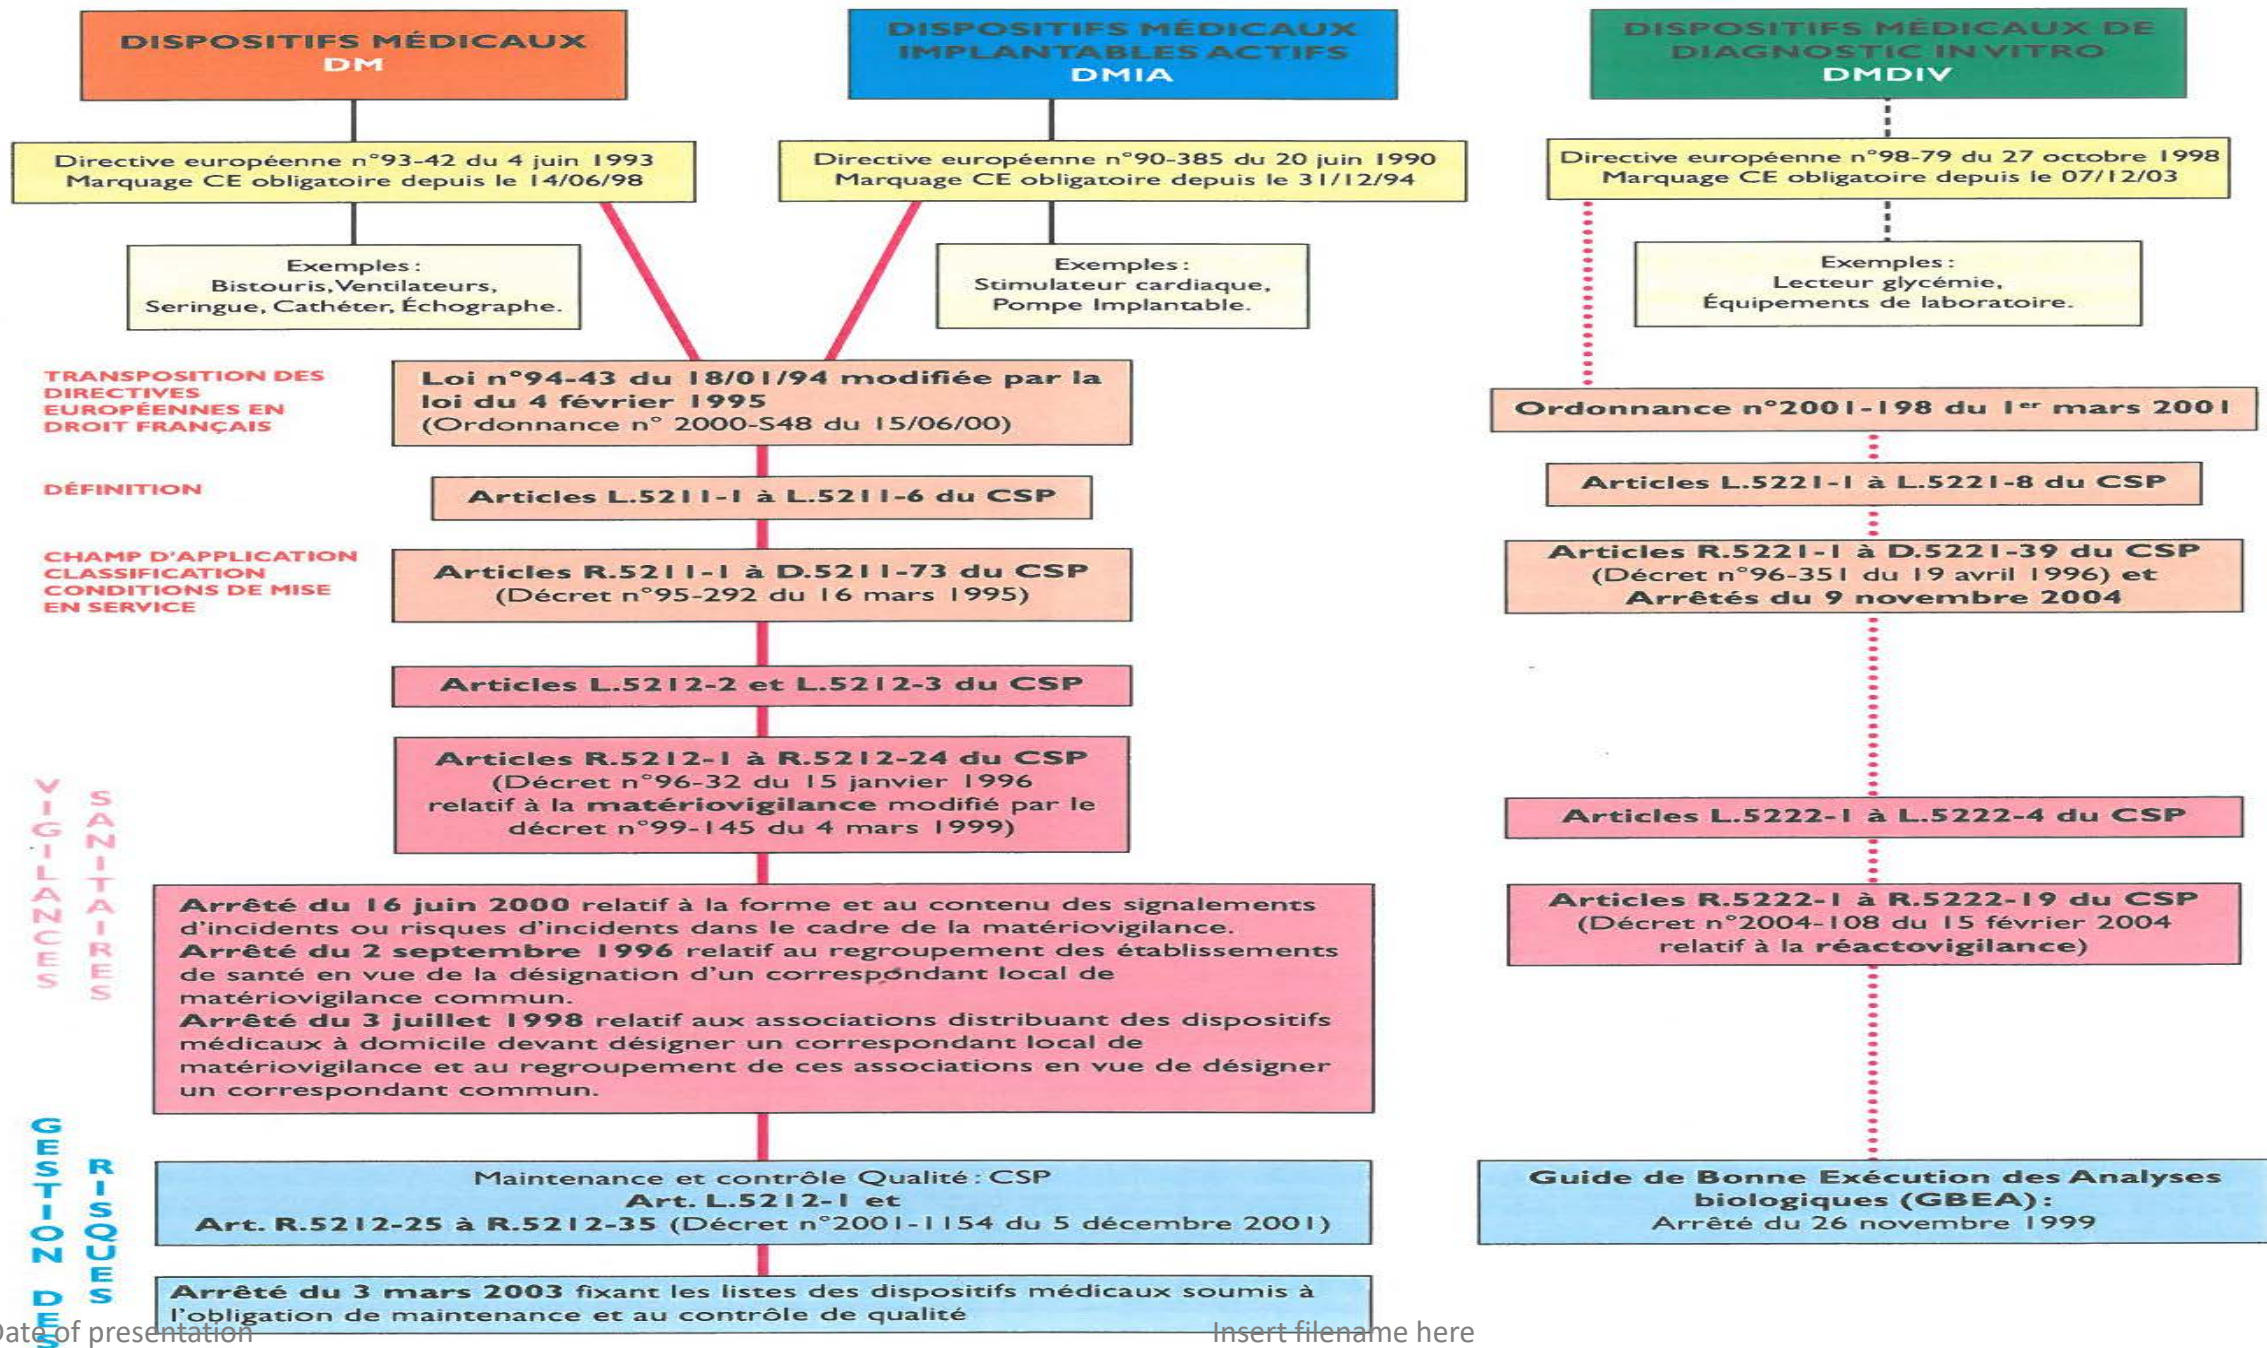 DISPOSITIFS MÉDICAUX
DM
DISPOSITIFS MÉDICAUX
IMPLANTABLES ACTIFS
DMIA
DISPOSITIFS MÉDICAUX DE
DIAGNOSTIC IN VITRO
DMDIV
Directive européenne n°93-42 du 4 juin 1993
Marquage CE obligatoire depuis le 14/06/98
Directive européenne n°90-385 du 20 juin 1990
Marquage CE obligatoire depuis le 31/12/94
Directive européenne n°98-79 du 27 octobre 1998
Marquage CE obligatoire depuis le 07/12/03
Exemples :
Bistouris, Ventilateurs,
Seringue, Cathéter, Échographe.
Exemples :
Stimulateur cardiaque,
Pompe Implantable.
Exemples :
Lecteur glycémie,
Équipements de laboratoire.
TRANSPOSITION DES
DIRECTIVES
EUROPÉENNES EN
DROIT FRANÇAIS
Loi n°94-43 du 18/01/94 modifiée par la
loi du 4 février 1995
(Ordonnance n° 2000-S48 du 15/06/00)
Ordonnance n°2001-198 du 1er mars 2001
DÉFINITION
Articles L.5211-1 à L.5211-6 du CSP
Articles L.5221-1 à L.5221-8 du CSP
CHAMP D'APPLICATION
CLASSIFICATION
CONDITIONS DE MISE
EN SERVICE
Articles R.5211-1 à D.5211-73 du CSP
(Décret n°95-292 du 16 mars 1995)
Articles R.5221-1 à D.5221-39 du CSP
(Décret n°96-351 du 19 avril 1996) et
Arrêtés du 9 novembre 2004
Articles L.5212-2 et L.5212-3 du CSP
VIGILANCES
SANITAIRES
Articles R.5212-1 à R.5212-24 du CSP
(Décret n°96-32 du 15 janvier 1996
relatif à la matériovigilance modifié par le
décret n°99-145 du 4 mars 1999)
Articles L.5222-1 à L.5222-4 du CSP
Arrêté du 16 juin 2000 relatif à la forme et au contenu des signalements
d'incidents ou risques d'incidents dans le cadre de la matériovigilance.
Arrêté du 2 septembre 1996 relatif au regroupement des établissements
de santé en vue de la désignation d'un correspondant local de
matériovigilance commun.
Arrêté du 3 juillet 1998 relatif aux associations distribuant des dispositifs
médicaux à domicile devant désigner un correspondant local de
matériovigilance et au regroupement de ces associations en vue de désigner
un correspondant commun.
Articles R.5222-1 à R.5222-19 du CSP
(Décret n°2004-108 du 15 février 2004
relatif à la réactovigilance)
GESTION DES
RISQUES
Maintenance et contrôle Qualité : CSP
Art. L.5212-1 et
Art. R.5212-25 à R.5212-35 (Décret n°2001-1154 du 5 décembre 2001)
Guide de Bonne Exécution des Analyses
biologiques (GBEA) :
Arrêté du 26 novembre 1999
Arrêté du 3 mars 2003 fixant les listes des dispositifs médicaux soumis à
l'obligation de maintenance et au contrôle de qualité
Date of presentation
Insert filename here